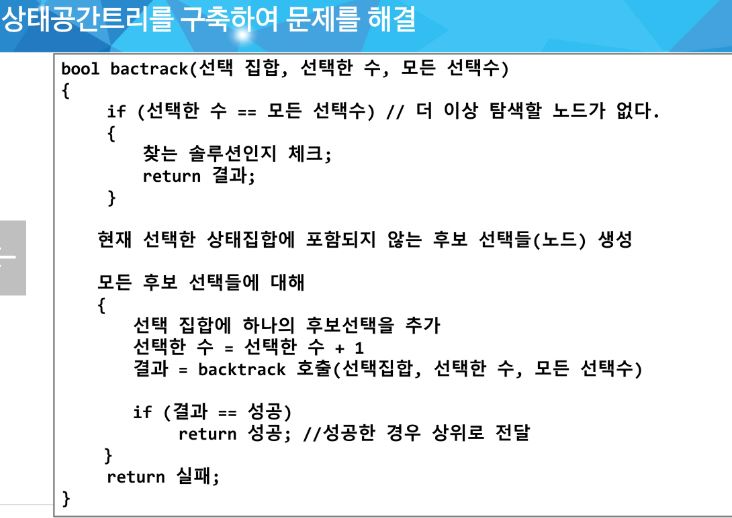 상태공간트리를 구축하여 문제를 해결
bool bactrack(선택 집합, 선택한 수, 모든 선택수)
{
if (선택한 수 == 모든 선택수) // 더 이상 탐색할 노드가 없다.
{
찾는 솔루션인지 체크;
return 결과;
}
현재 선택한 상태집합에 포함되지 않는 후보 선택들(노드) 생성
모든 후보 선택들에 대해
{
선택 집합에 하나의 후보선택을 추가
선택한 수 = 선택한 수 + 1
결과 = backtrack 호출(선택집합, 선택한 수, 모든 선택수)
if (결과 == 성공)
return 성공; //성공한 경우 상위로 전달
}
return 실패;
}